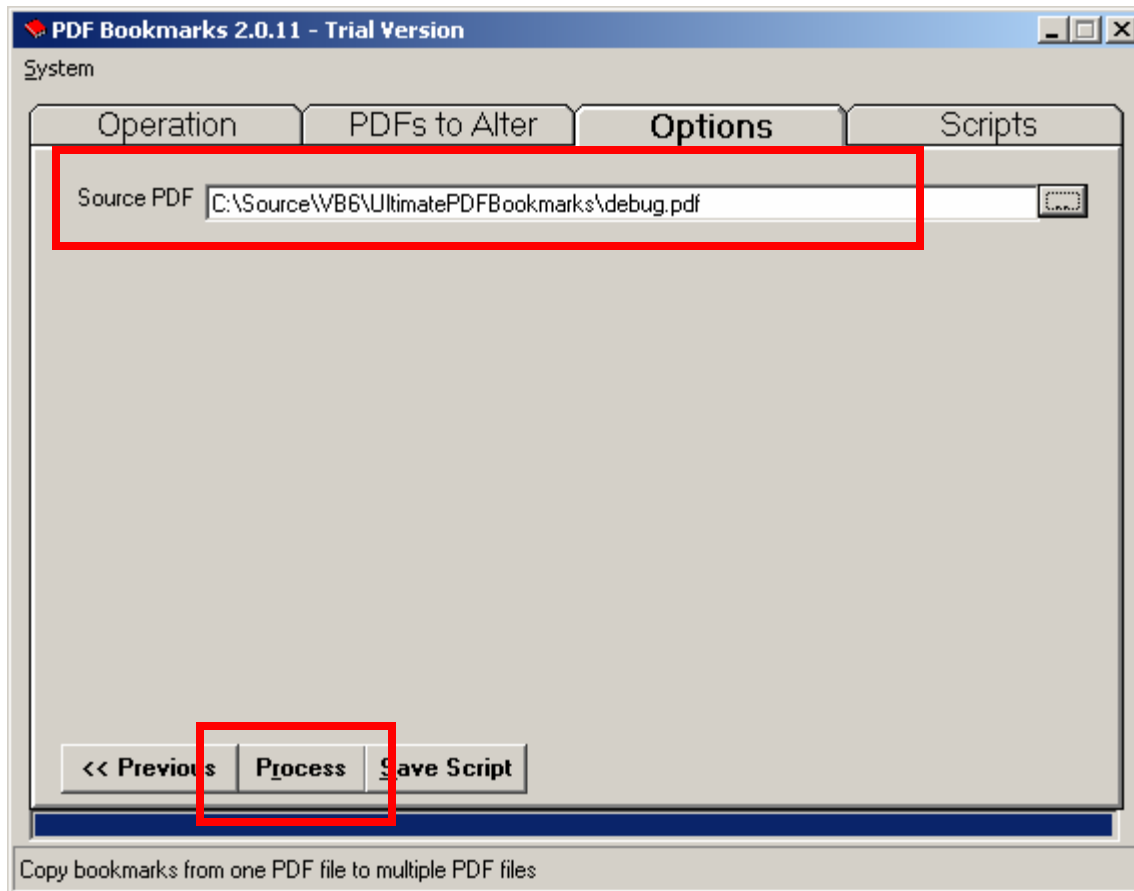 PDF Bookmarks 2.0.11 - Trial Version
System
Operation PDFs to Alter Options Scripts
Source PDF C:\Source\VB6\UltimatePDFBookmarks\debug.pdf ...
<< Previous Process Save Script
Copy bookmarks from one PDF file to multiple PDF files